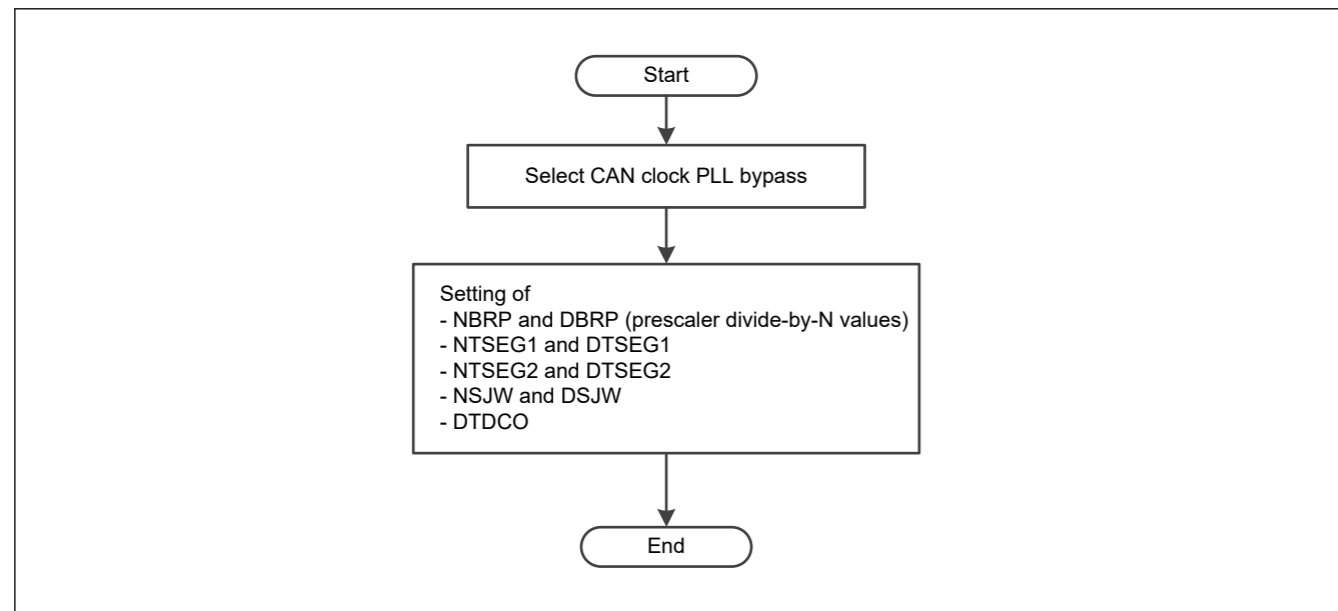 Start
Select CAN clock PLL bypass
Setting of
- NBRP and DBRP (prescaler divide-by-N values)
- NTSEG1 and DTSEG1
- NTSEG2 and DTSEG2
- NSJW and DSJW
- DTDCO
End